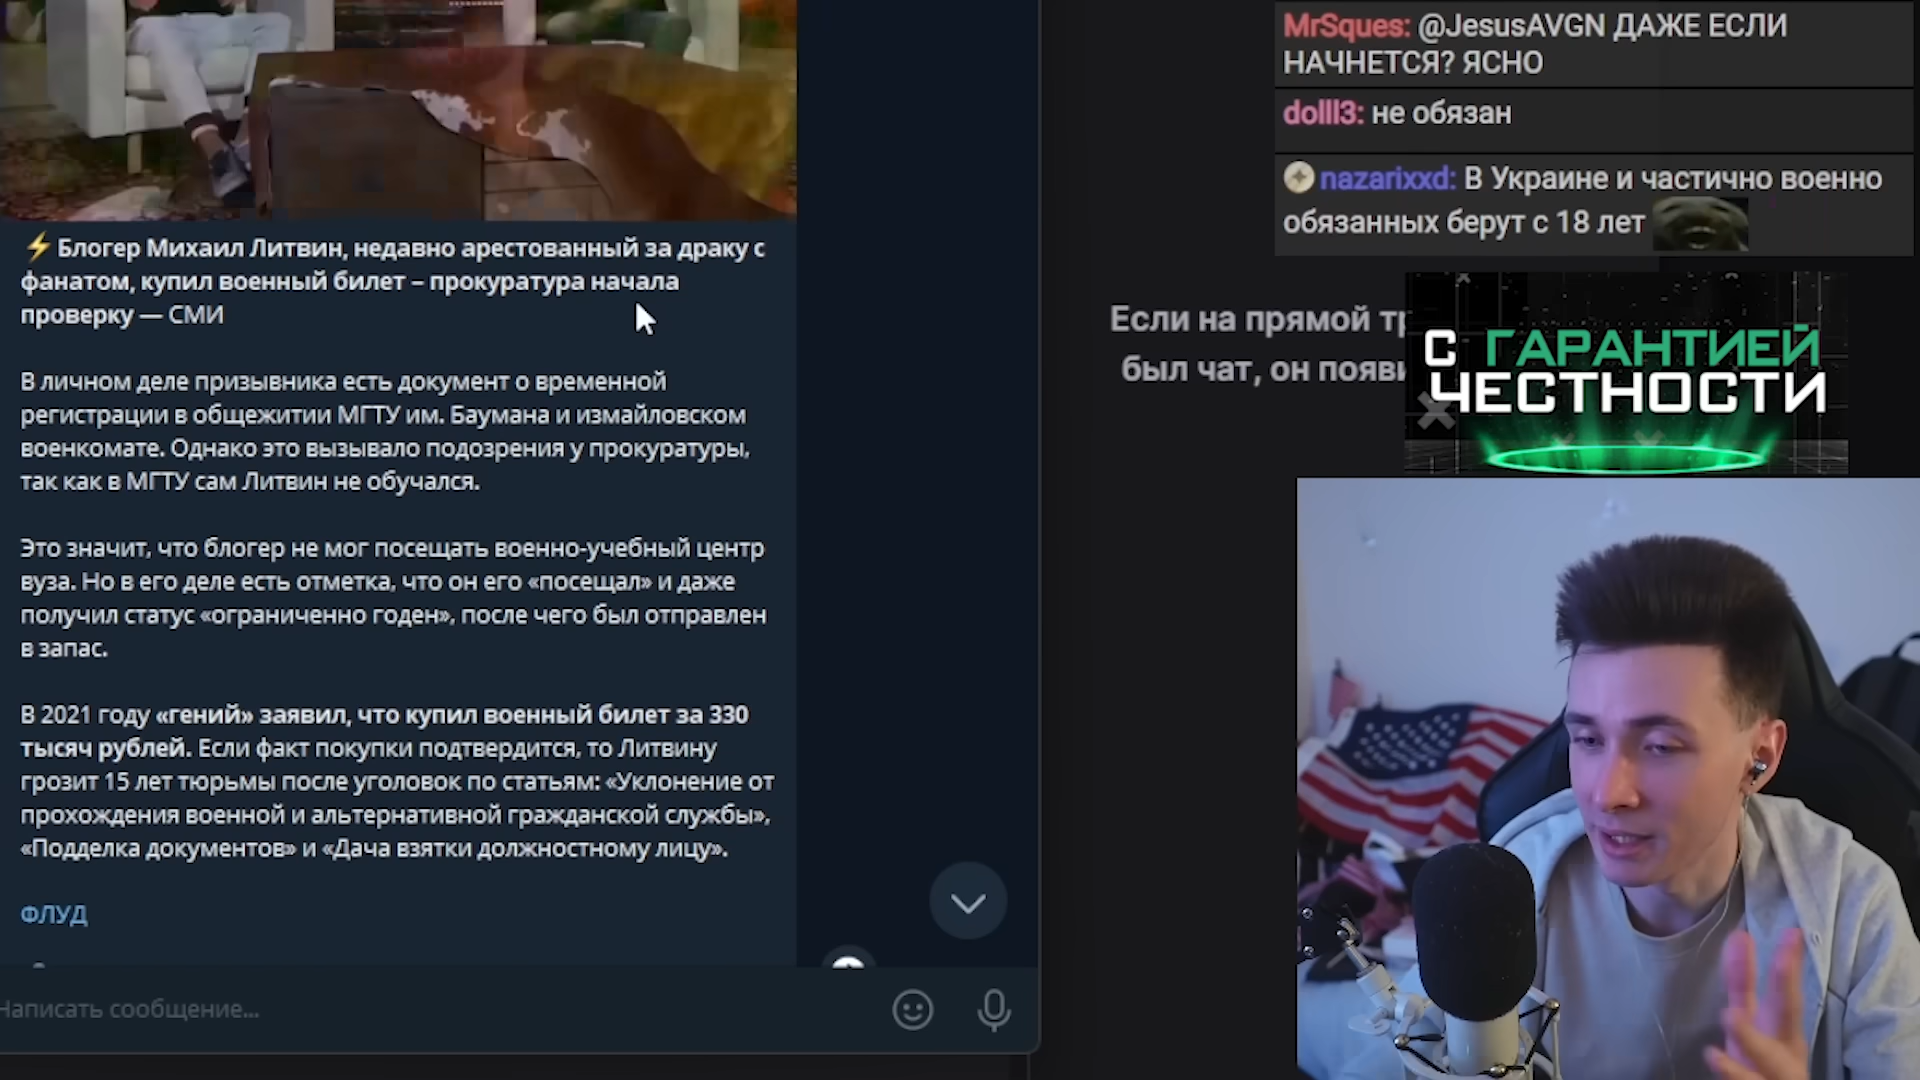 ⚡Блогер Михаил Литвин, недавно арестованный за драку с
фанатом, купил военный билет – прокуратура начала
проверку — СМИ
В личном деле призывника есть документ о временной
регистрации в общежитии МГТУ им. Баумана и измайловском
военкомате. Однако это вызывало подозрения у прокуратуры,
так как в МГТУ сам Литвин не обучался.
Это значит, что блогер не мог посещать военно-учебный центр
вуза. Но в его деле есть отметка, что он его «посещал» и даже
получил статус «ограниченно годен», после чего был отправлен
в запас.
В 2021 году «гений» заявил, что купил военный билет за 330
тысяч рублей. Если факт покупки подтвердится, то Литвину
грозит 15 лет тюрьмы после уголовок по статьям: «Уклонение от
прохождения военной и альтернативной гражданской службы»,
«Подделка документов» и «Дача взятки должностному лицу».
ФЛУД
Написать сообщение...
MrSques: @JesusAVGN ДАЖЕ ЕСЛИ
НАЧНЕТСЯ? ЯСНО
dolll3: не обязан
nazarixxd: В Украине и частично военно
обязанных берут с 18 лет
Если на прямой
был чат, он
С ГАРАНТИЕЙ
ЧЕСТНОСТИ